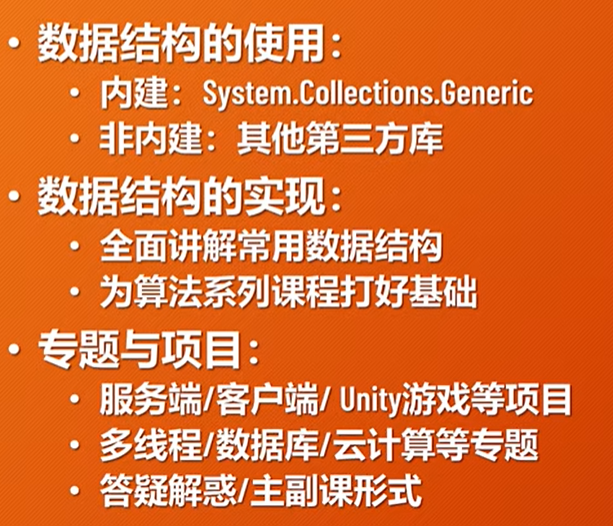 • 数据结构的使用：
• 内建：System.Collections.Generic
• 非内建：其他第三方库
• 数据结构的实现：
• 全面讲解常用数据结构
• 为算法系列课程打好基础
• 专题与项目：
• 服务端/客户端/ Unity游戏等项目
• 多线程/数据库/云计算等专题
• 答疑解惑/主副课形式